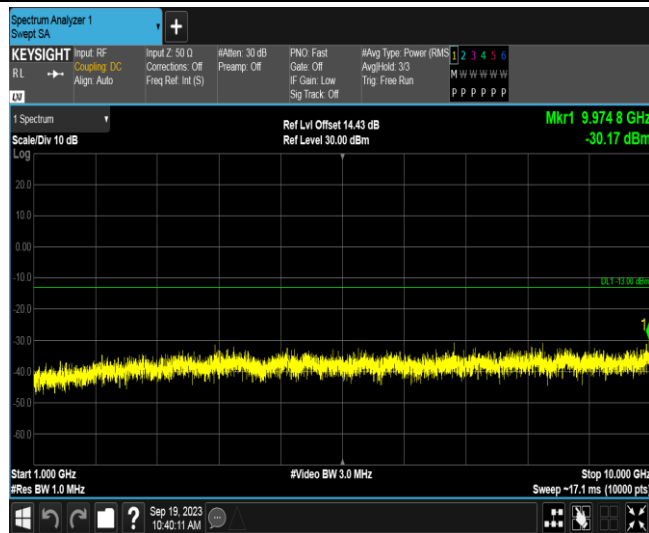 Spectrum Analyzer 1
Swept SA
+
KEYSIGHT
RL
Input: RF
Coupling: DC
Align: Auto
Input Z: 50 Ω
Corrections: Off
Freq Ref: Int (S)
#Atten: 30 dB
Preamp: Off
PNO: Fast
Gate: Off
IF Gain: Low
Sig Track: Off
#Avg Type: Power (RMS
Avg|Hold: 3/3
Trig: Free Run
1 2 3 4 5 6
M W W W W W
P P P P P P
1 Spectrum
Scale/Div 10 dB
Log
Ref Lvl Offset 14.43 dB
Ref Level 30.00 dBm
Mkr1 9.974 8 GHz
-30.17 dBm
20.0
10.0
0.00
-10.0
DL1 -13.00 dBm
-20.0
1
-30.0
-40.0
-50.0
-60.0
Start 1.000 GHz
#Res BW 1.0 MHz
#Video BW 3.0 MHz
Stop 10.000 GHz
Sweep ~17.1 ms (10000 pts)
?
Sep 19, 2023
10:40:11 AM